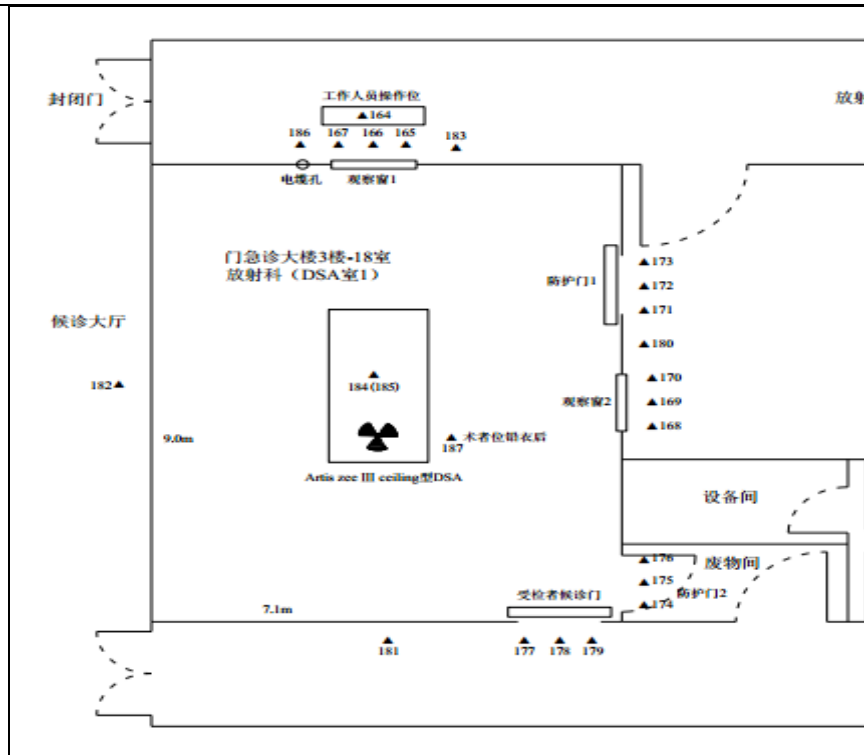 工作人员操作位
封闭门
▲164
放射
186 167 166 165 183
▲ ▲ ▲ ▲ ▲
电缆孔 观察窗1
门急诊大楼3楼-18室
放射科（DSA室1）
▲173
防护门1
▲172
▲171
候诊大厅
▲180
182▲
▲
184(185)
▲170
观察窗2
▲169
▲168
9.0m
▲术者位铅衣后
187
Artis zee III ceiling型DSA
设备间
▲176
废物间
▲175
受检者候诊门
防护门2
▲174
7.1m
▲ ▲ ▲ ▲
181 177 178 179